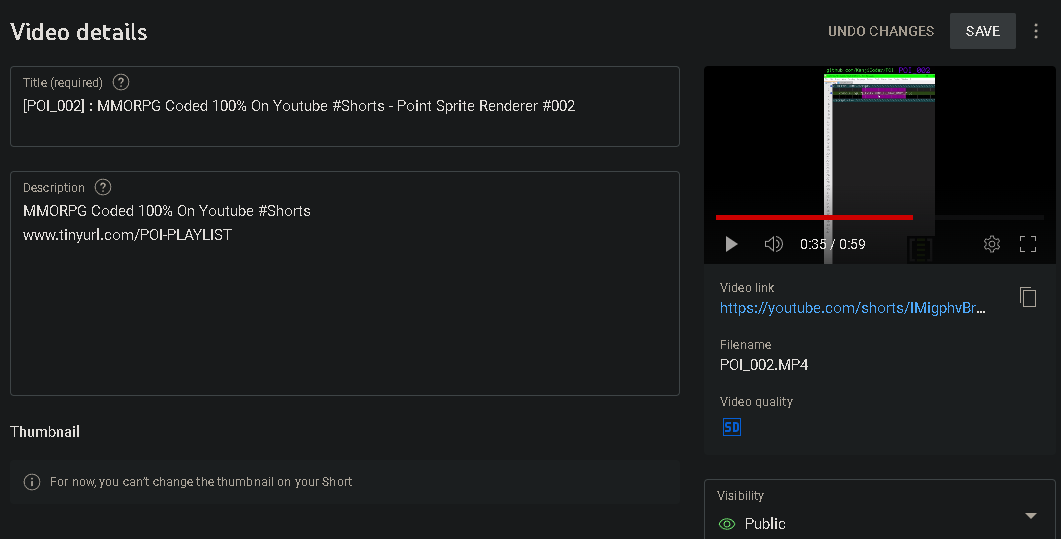 Video details
UNDO CHANGES
SAVE
Title (required)
[POI_002] : MMORPG Coded 100% On Youtube #Shorts - Point Sprite Renderer #002
Description
MMORPG Coded 100% On Youtube #Shorts
www.tinyurl.com/POI-PLAYLIST
Thumbnail
For now, you can't change the thumbnail on your Short
POI 002
0:35 / 0:59
Video link
https://youtube.com/shorts/IMigphvBr...
Filename
POI_002.MP4
Video quality
SD
Visibility
Public